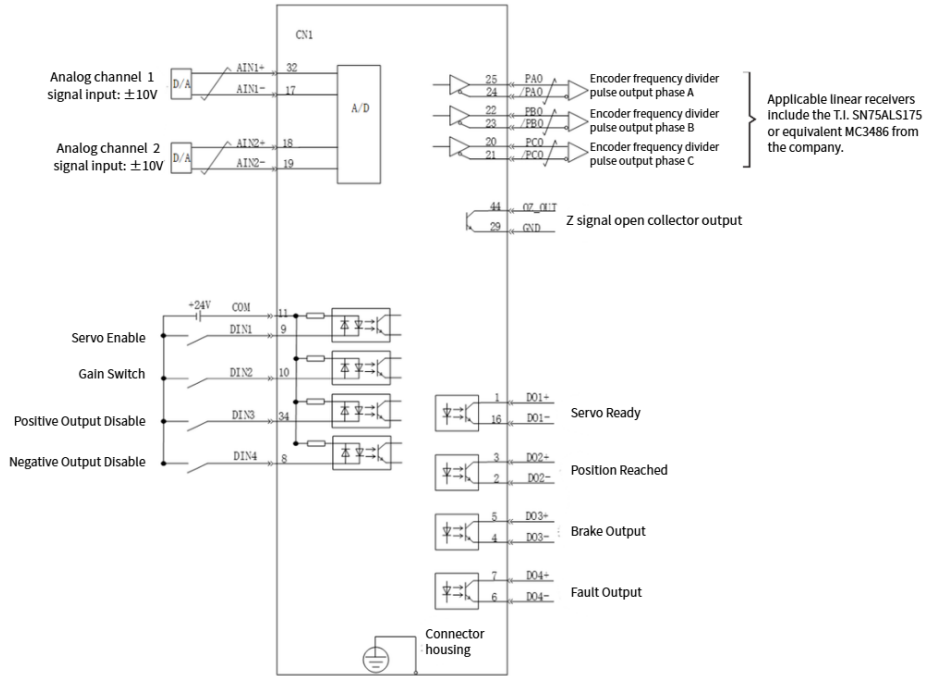 CN1
Analog channel 1
signal input: ±10V
D/A
AIN1+
32
AIN1-
17
A/D
Analog channel 2
signal input: ±10V
D/A
AIN2+
18
AIN2-
19
25
PAO
24
/PAO
Encoder frequency divider
pulse output phase A
22
PBO
23
/PBO
Encoder frequency divider
pulse output phase B
20
PCO
21
/PCO
Encoder frequency divider
pulse output phase C
Applicable linear receivers
include the T.I. SN75ALS175
or equivalent MC3486 from
the company.
44
OZ_OUT
29
GND
Z signal open collector output
+24V
COM
11
Servo Enable
DIN1
9
Gain Switch
DIN2
10
Positive Output Disable
DIN3
34
Negative Output Disable
DIN4
8
1
DO1+
16
DO1-
Servo Ready
3
DO2+
2
DO2-
Position Reached
5
DO3+
4
DO3-
Brake Output
7
DO4+
6
DO4-
Fault Output
Connector
housing